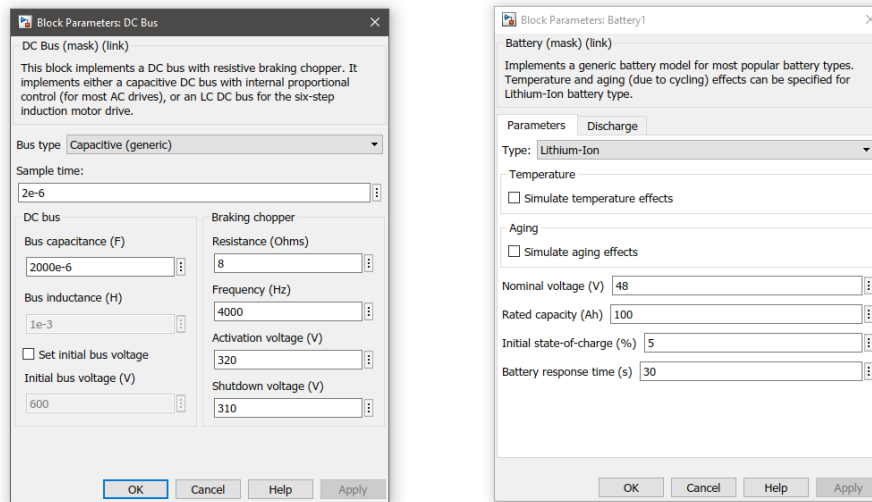 Block Parameters: DC Bus
DC Bus (mask) (link)
This block implements a DC bus with resistive braking chopper. It
implements either a capacitive DC bus with internal proportional
control (for most AC drives), or an LC DC bus for the six-step
induction motor drive.
Bus type Capacitive (generic)
Sample time:
2e-6
DC bus
Bus capacitance (F)
2000e-6
Bus inductance (H)
1e-3
Set initial bus voltage
Initial bus voltage (V)
600
Braking chopper
Resistance (Ohms)
8
Frequency (Hz)
4000
Activation voltage (V)
320
Shutdown voltage (V)
310
OK Cancel Help Apply
Block Parameters: Battery1
Battery (mask) (link)
Implements a generic battery model for most popular battery types.
Temperature and aging (due to cycling) effects can be specified for
Lithium-Ion battery type.
Parameters Discharge
Type: Lithium-Ion
Temperature
Simulate temperature effects
Aging
Simulate aging effects
Nominal voltage (V) 48
Rated capacity (Ah) 100
Initial state-of-charge (%) 5
Battery response time (s) 30
OK Cancel Help Apply